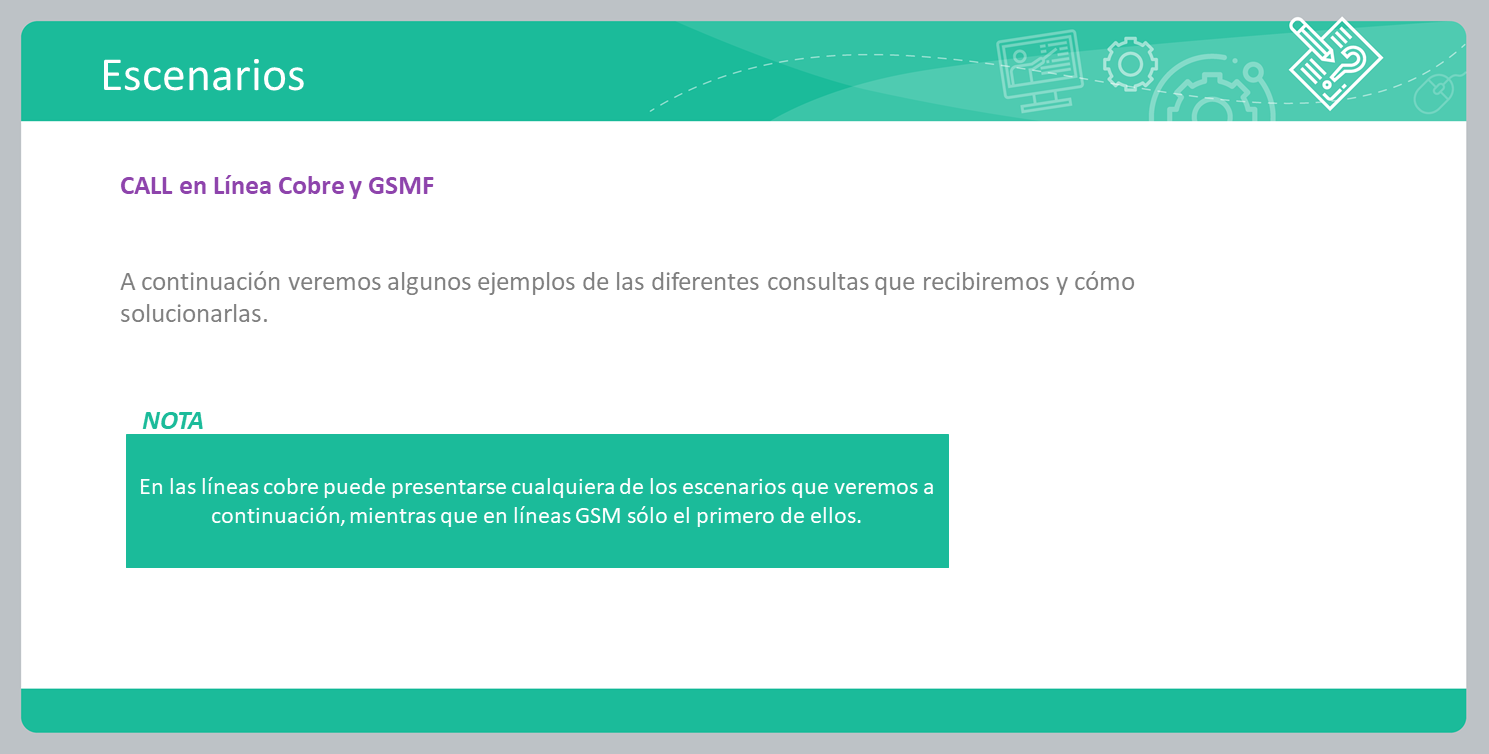 Escenarios
CALL en Línea Cobre y GSMF
A continuación veremos algunos ejemplos de las diferentes consultas que recibiremos y cómo
solucionarlas.
NOTA
En las líneas cobre puede presentarse cualquiera de los escenarios que veremos a
continuación, mientras que en líneas GSM sólo el primero de ellos.